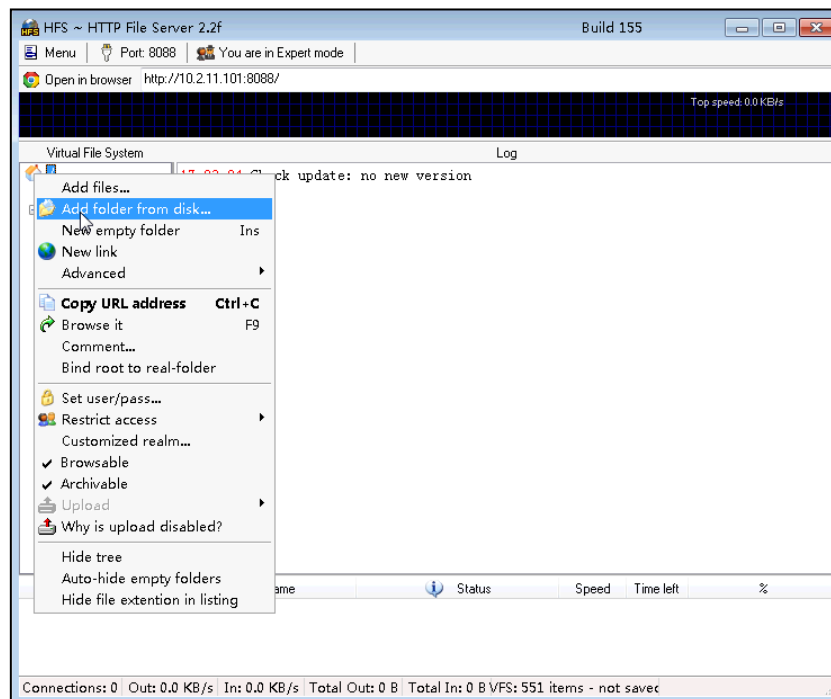 HFS ~ HTTP File Server 2.2f Build 155
Menu Port: 8088 You are in Expert mode
Open in browser http://10.2.11.101:8088/
Top speed: 0.0 KB/s
Virtual File System Log
Check update: no new version
Add files...
Add folder from disk...
New empty folder Ins
New link
Advanced
Copy URL address Ctrl+C
Browse it F9
Comment...
Bind root to real-folder
Set user/pass...
Restrict access
Customized realm...
Browsable
Archivable
Upload
Why is upload disabled?
Hide tree
Auto-hide empty folders
Hide file extention in listing
ame Status Speed Time left %
Connections: 0 Out: 0.0 KB/s In: 0.0 KB/s Total Out: 0 B Total In: 0 B VFS: 551 items - not saved